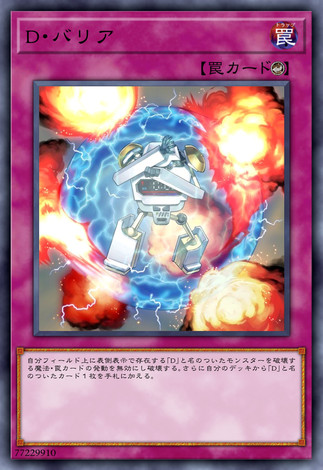 D・バリア
トラップ
罠
【罠カード】
自分フィールド上に表側表示で存在する「D」と名のついたモンスターを破壊す
る魔法・罠カードの発動を無効にし破壊する。さらに自分のデッキから「D」と名
のついたカード１枚を手札に加える。
77229910